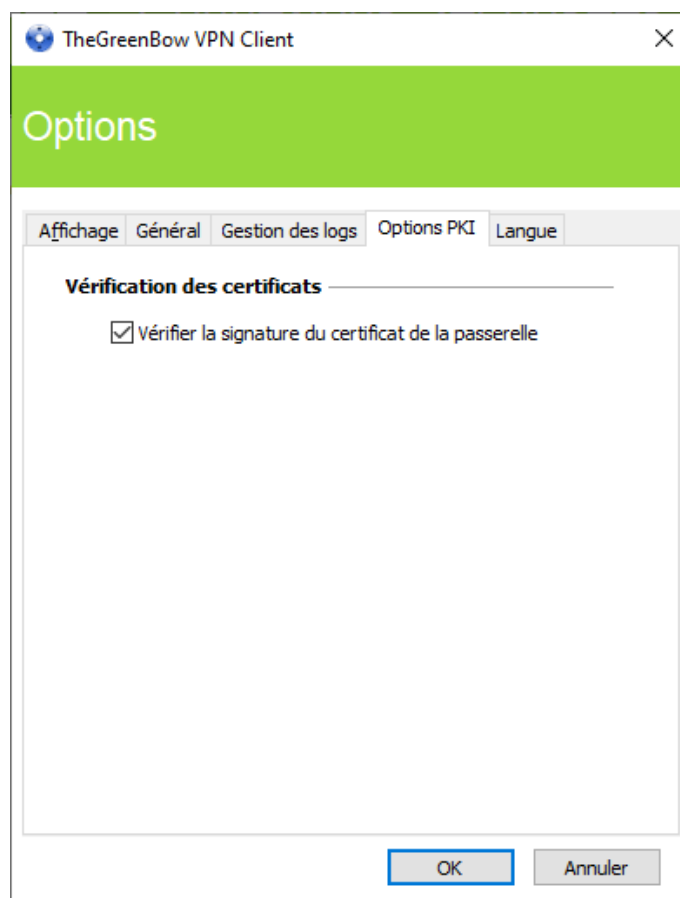 TheGreenBow VPN Client
Options
Affichage Général Gestion des logs Options PKI Langue
Vérification des certificats
Vérifier la signature du certificat de la passerelle
OK Annuler